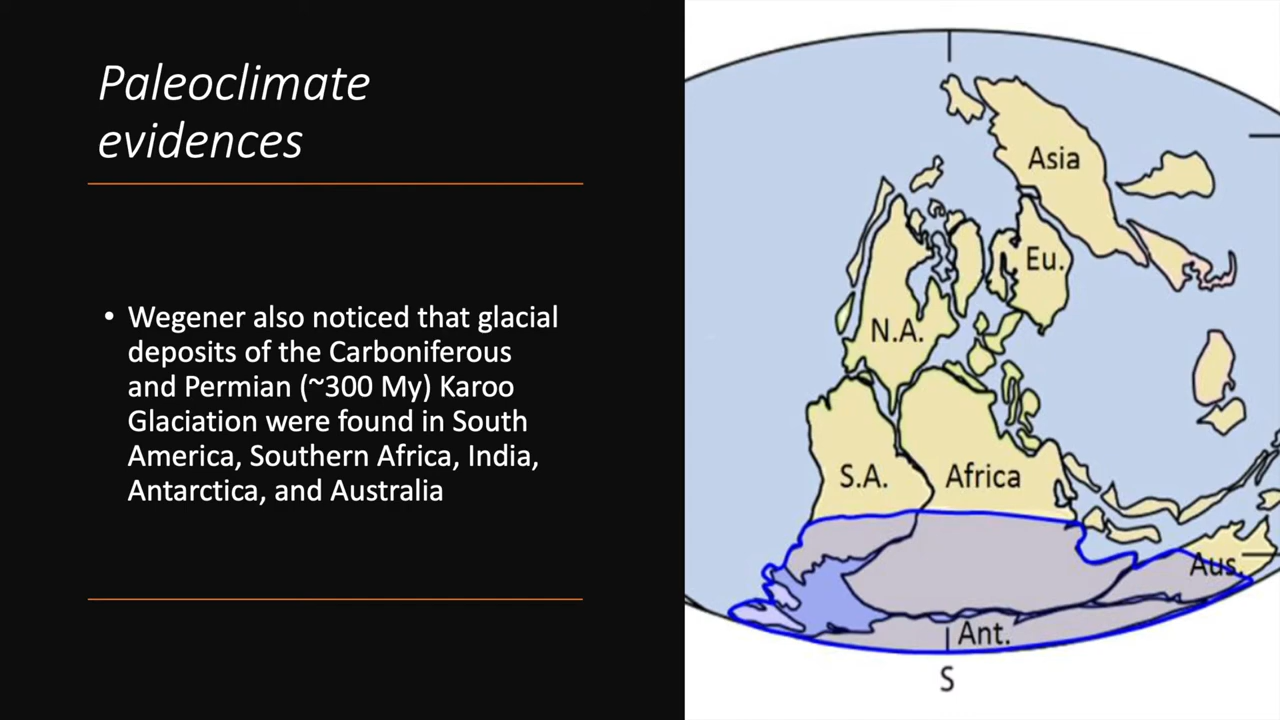 Paleoclimate
evidences
• Wegener also noticed that glacial
deposits of the Carboniferous
and Permian (~300 My) Karoo
Glaciation were found in South
America, Southern Africa, India,
Antarctica, and Australia
Asia
Eu.
N.A.
S.A.
Africa
Aus.
Ant.
S